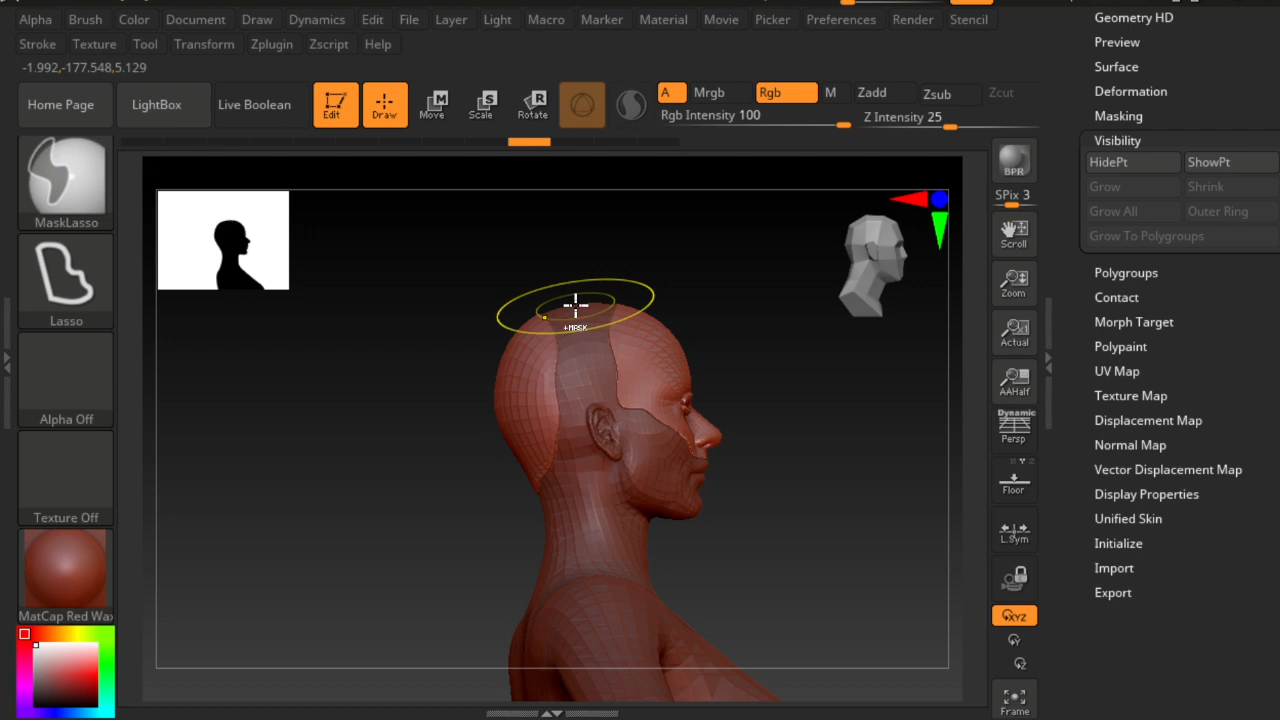 Alpha Brush Color Document Draw Dynamics Edit File Layer Light Macro Marker Material Movie Picker Preferences Render Stencil
Stroke Texture Tool Transform Zplugin Zscript Help
-1.992,-177.548,5.129
Home Page LightBox Live Boolean Edit Draw Move Scale Rotate
A Mrgb Rgb M Zadd Zsub Zcut
Rgb Intensity 100 Z Intensity 25
MaskLasso
Lasso
Alpha Off
Texture Off
MatCap Red Wax
+MASK
BPR
SPix 3
Scroll
Zoom
Actual
AAHalf
Dynamic
Persp
Floor
L.Sym
XYZ
Y
Z
Frame
Geometry HD
Preview
Surface
Deformation
Masking
Visibility
HidePt ShowPt
Grow Shrink
Grow All Outer Ring
Grow To Polygroups
Polygroups
Contact
Morph Target
Polypaint
UV Map
Texture Map
Displacement Map
Normal Map
Vector Displacement Map
Display Properties
Unified Skin
Initialize
Import
Export